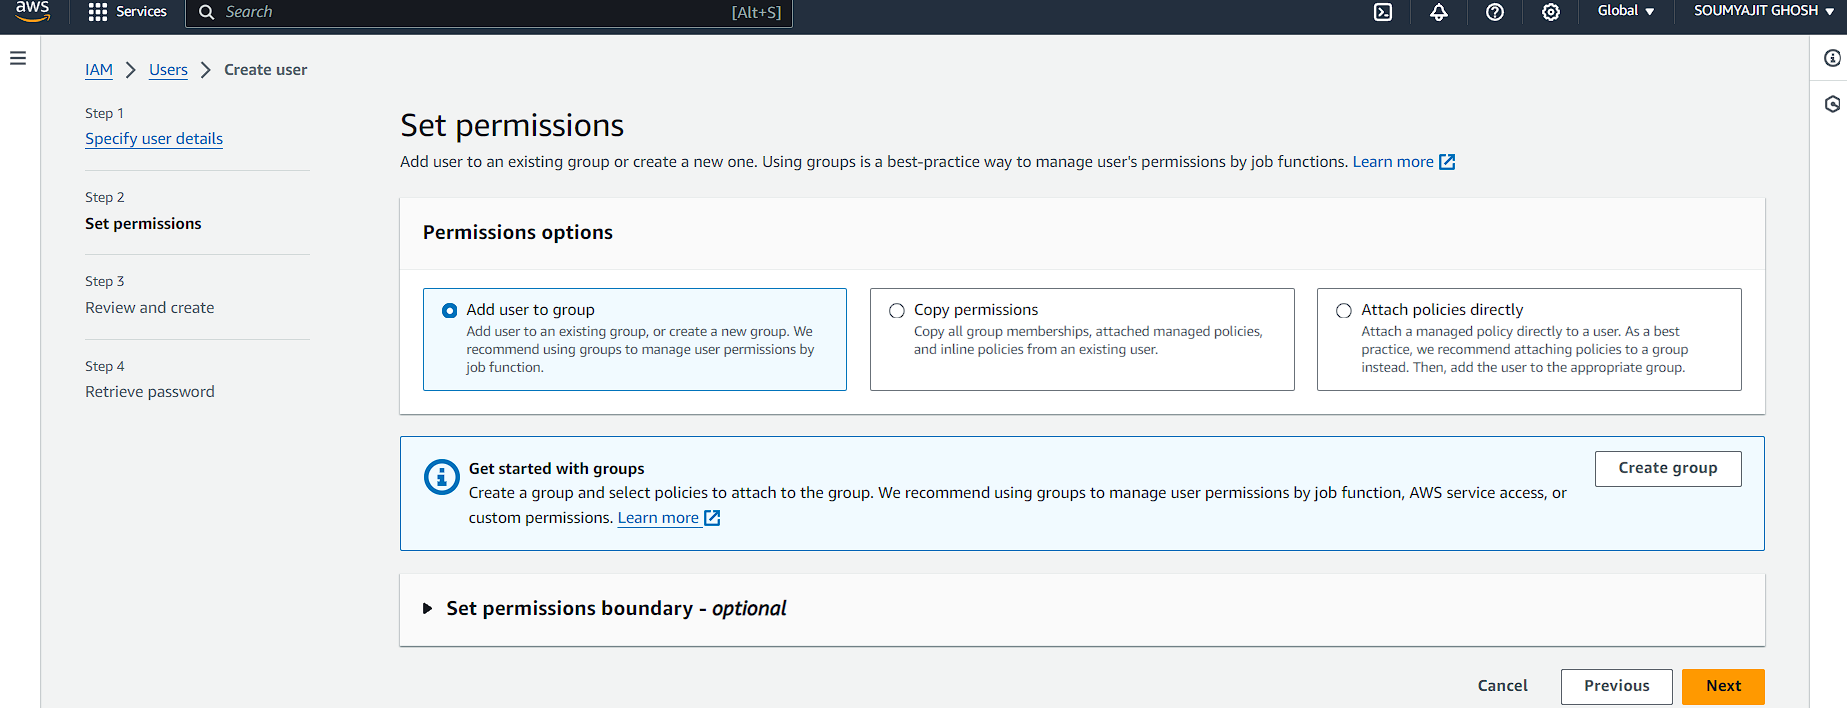 aws
Services
Search
[Alt+S]
Global
SOUMYAJIT GHOSH
IAM
Users
Create user
Step 1
Specify user details
Step 2
Set permissions
Step 3
Review and create
Step 4
Retrieve password
Set permissions
Add user to an existing group or create a new one. Using groups is a best-practice way to manage user's permissions by job functions. Learn more
Permissions options
Add user to group
Add user to an existing group, or create a new group. We
recommend using groups to manage user permissions by
job function.
Copy permissions
Copy all group memberships, attached managed policies,
and inline policies from an existing user.
Attach policies directly
Attach a managed policy directly to a user. As a best
practice, we recommend attaching policies to a group
instead. Then, add the user to the appropriate group.
Get started with groups
Create a group and select policies to attach to the group. We recommend using groups to manage user permissions by job function, AWS service access, or
custom permissions. Learn more
Create group
Set permissions boundary - optional
Cancel
Previous
Next